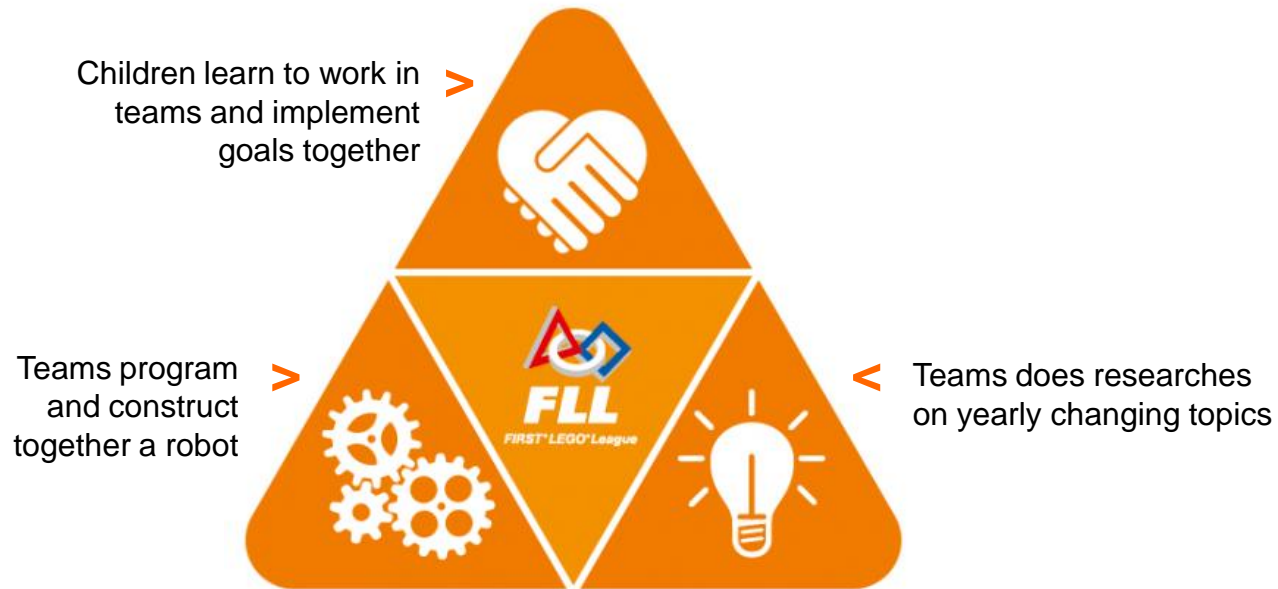 Children learn to work in
teams and implement
goals together
>
Teams program
and construct
together a robot
>
FLL
FIRST® LEGO® League
<
Teams does researches
on yearly changing topics